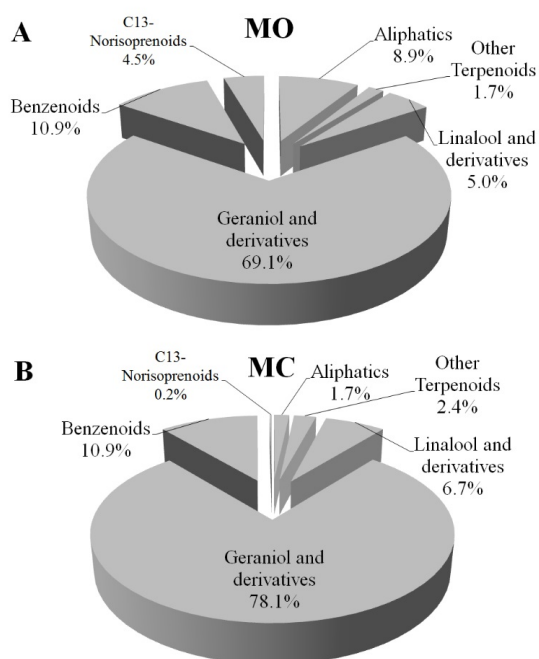 A
MO
C13-
Norisoprenoids
4.5%
Aliphatics
8.9%
Other
Terpenoids
1.7%
Benzenoids
10.9%
Linalool and
derivatives
5.0%
Geraniol and
derivatives
69.1%
B
MC
C13-
Norisoprenoids
0.2%
Aliphatics
1.7%
Other
Terpenoids
2.4%
Benzenoids
10.9%
Linalool and
derivatives
6.7%
Geraniol and
derivatives
78.1%